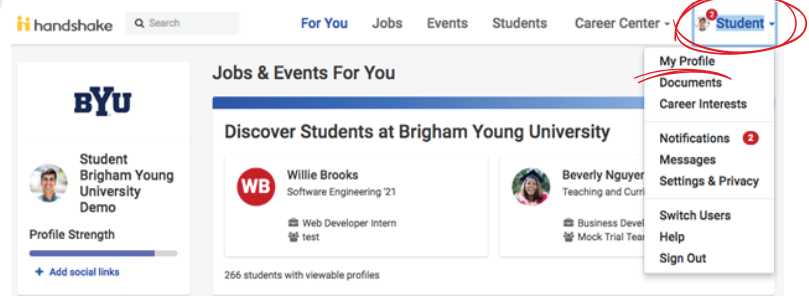 handshake
Search
For You
Jobs
Events
Students
Career Center
2
Student
BYU
Student
Brigham Young
University
Demo
Profile Strength
+ Add social links
Jobs & Events For You
Discover Students at Brigham Young University
WB
Willie Brooks
Software Engineering '21
Web Developer Intern
test
Beverly Nguyen
Teaching and Curri
Business Devel
Mock Trial Tea
266 students with viewable profiles
My Profile
Documents
Career Interests
Notifications 2
Messages
Settings & Privacy
Switch Users
Help
Sign Out